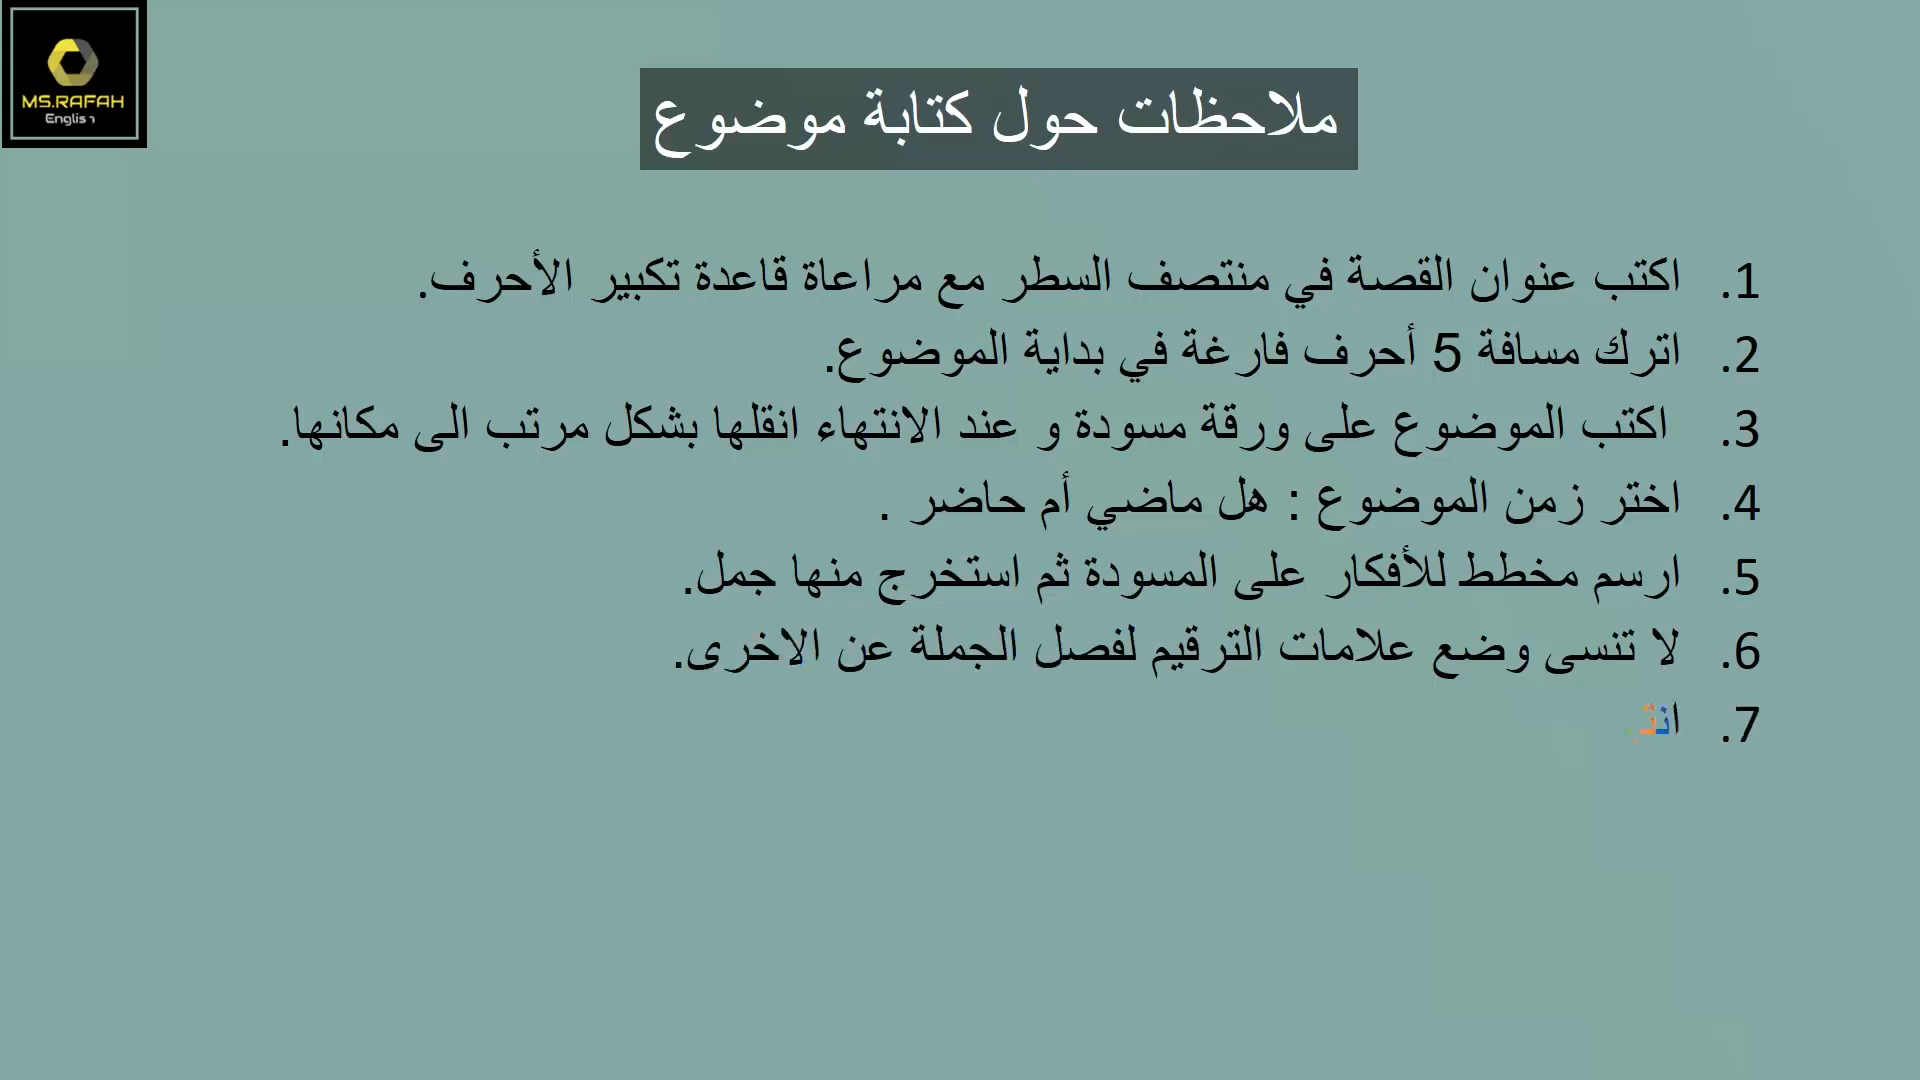 MS.RAFAH
English
ملاحظات حول كتابة موضوع
1. اكتب عنوان القصة في منتصف السطر مع مراعاة قاعدة تكبير الأحرف.
2. اترك مسافة 5 أحرف فارغة في بداية الموضوع.
3. اكتب الموضوع على ورقة مسودة و عند الانتهاء انقلها بشكل مرتب الى مكانها.
4. اختر زمن الموضوع : هل ماضي أم حاضر .
5. ارسم مخطط للأفكار على المسودة ثم استخرج منها جمل.
6. لا تنسى وضع علامات الترقيم لفصل الجملة عن الاخرى.
7.